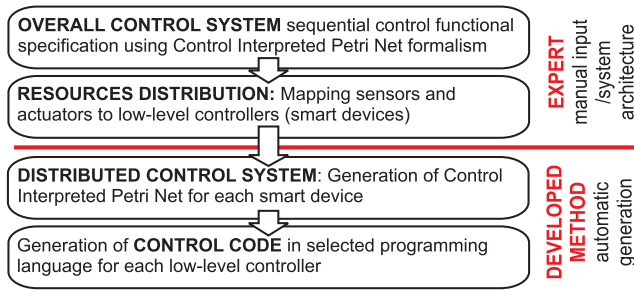 OVERALL CONTROL SYSTEM sequential control functional
specification using Control Interpreted Petri Net formalism
RESOURCES DISTRIBUTION: Mapping sensors and
actuators to low-level controllers (smart devices)
EXPERT
manual input
/system
architecture
DISTRIBUTED CONTROL SYSTEM: Generation of Control
Interpreted Petri Net for each smart device
Generation of CONTROL CODE in selected programming
language for each low-level controller
DEVELOPED
METHOD
automatic
generation